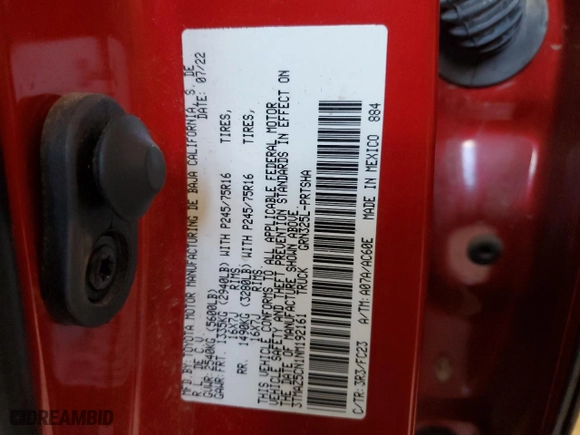 MFD. BY: TOYOTA MOTOR MANUFACTURING DE BAJA CALIFORNIA, S. DE
R. L. DE C. V. DATE: 07/22
GVWR: 2540KG (5600LB)
GAWR: FRT. 1335KG (2940LB) WITH P245/75R16 TIRES,
16X7J RIMS
RR. 1490KG (3280LB) WITH P245/75R16 TIRES,
16X7J RIMS
THIS VEHICLE CONFORMS TO ALL APPLICABLE FEDERAL MOTOR
VEHICLE SAFETY AND THEFT PREVENTION STANDARDS IN EFFECT ON
THE DATE OF MANUFACTURE SHOWN ABOVE.
3TMAZ5CN1NM192161 TRUCK GRN325L-PRTSHA
C/TR: 3R3/FC23 A/TM: A07A/AC60E MADE IN MEXICO 884
DREAMBID